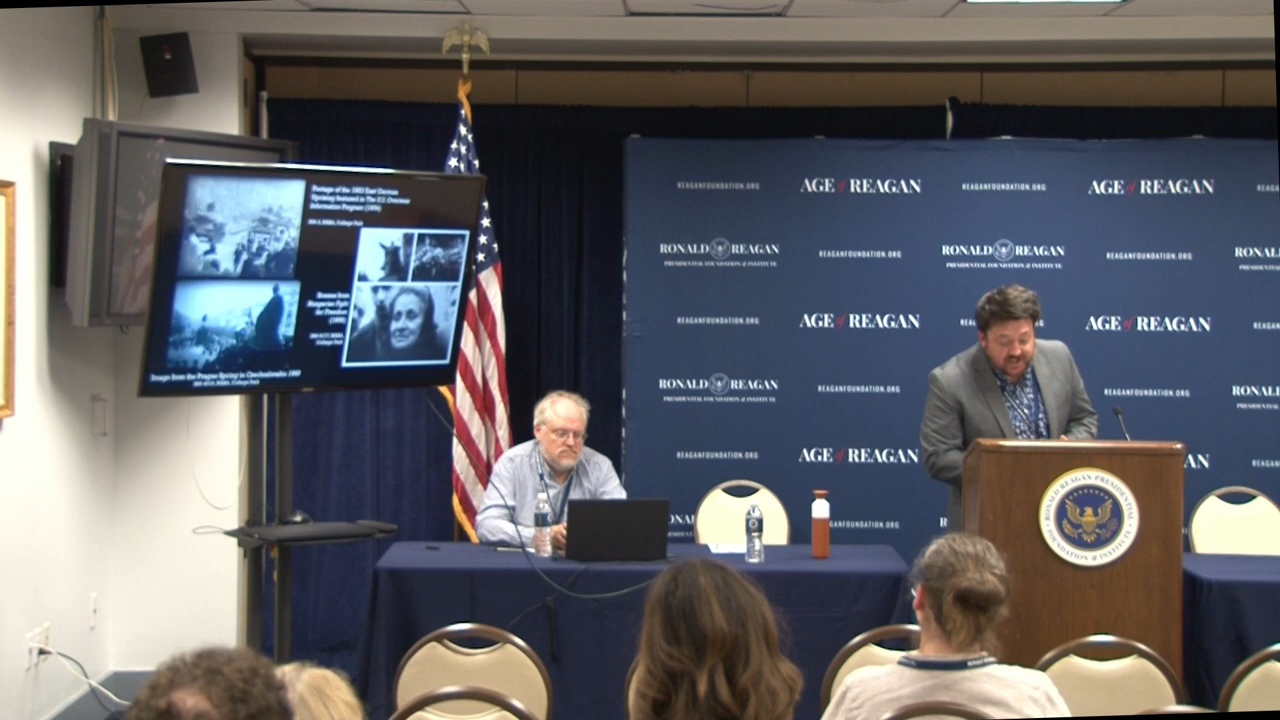 Footage of the 1953 East German
Uprising featured in The U.S. Overseas
Information Program (1954)
Scenes from
Hungarian Fight
for Freedom
(1956)
Image from the Prague Spring in Czechoslovakia 1968
REAGANFOUNDATION.ORG
AGE of REAGAN
REAGANFOUNDATION.ORG
AGE of REAGAN
RONALD REAGAN
PRESIDENTIAL FOUNDATION & INSTITUTE
REAGANFOUNDATION.ORG
RONALD REAGAN
PRESIDENTIAL FOUNDATION & INSTITUTE
REAGANFOUNDATION.ORG
RONALD
REAGANFOUNDATION.ORG
AGE of REAGAN
AGE of REAGAN
RONALD REAGAN
PRESIDENTIAL FOUNDATION & INSTITUTE
REAGANFOUNDATION.ORG
REAGANFOUNDATION.ORG
REAGANFOUNDATION.ORG
AGE of REAGAN
RONALD REAGAN PRESIDENTIAL
FOUNDATION & INSTITUTE